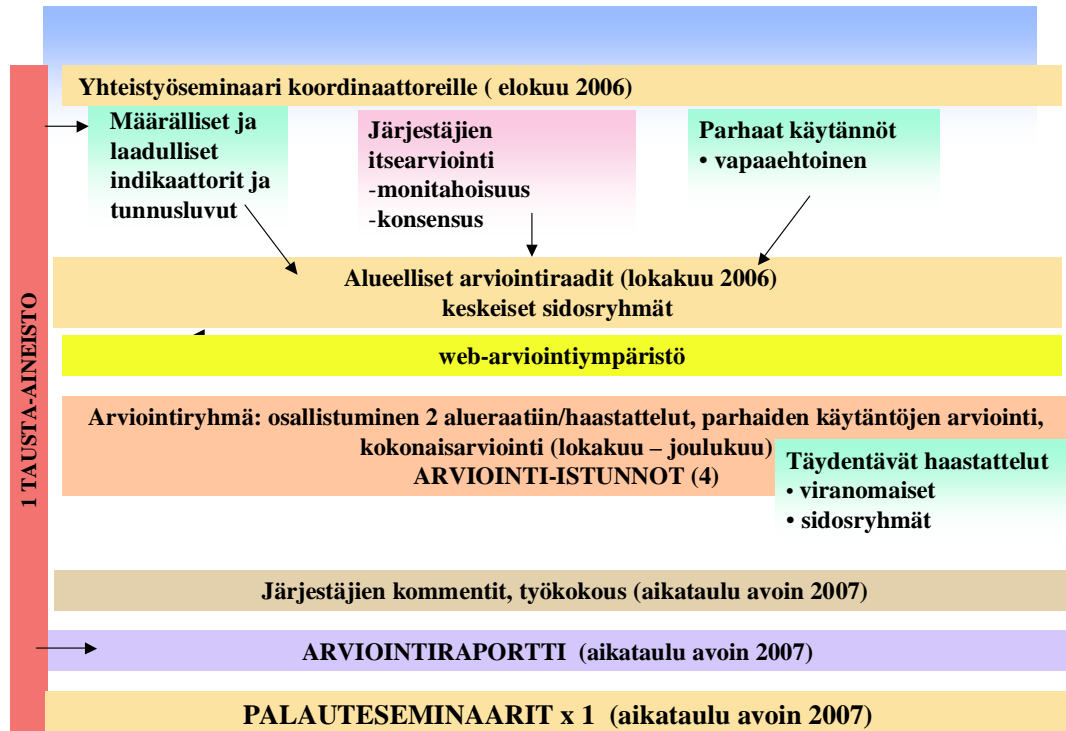 Yhteistyöseminaari koordinaattoreille ( elokuu 2006)
Määrälliset ja
laadulliset
indikaattorit ja
tunnusluvut
Järjestäjien
itsearviointi
-monitahoisuus
-konsensus
Parhaat käytännöt
• vapaaehtoinen
Alueelliset arviointiraadit (lokakuu 2006)
keskeiset sidosryhmät
1 TAUSTA-AINEISTO
web-arviointiympäristö
Arviointiryhmä: osallistuminen 2 alueraatiin/haastattelut, parhaiden käytäntöjen arviointi,
kokonaisarviointi (lokakuu – joulukuu)
ARVIOINTI-ISTUNNOT (4)
Täydentävät haastattelut
• viranomaiset
• sidosryhmät
Järjestäjien kommentit, työkokous (aikataulu avoin 2007)
ARVIOINTIRAPORTTI (aikataulu avoin 2007)
PALAUTESEMINAARIT x 1 (aikataulu avoin 2007)